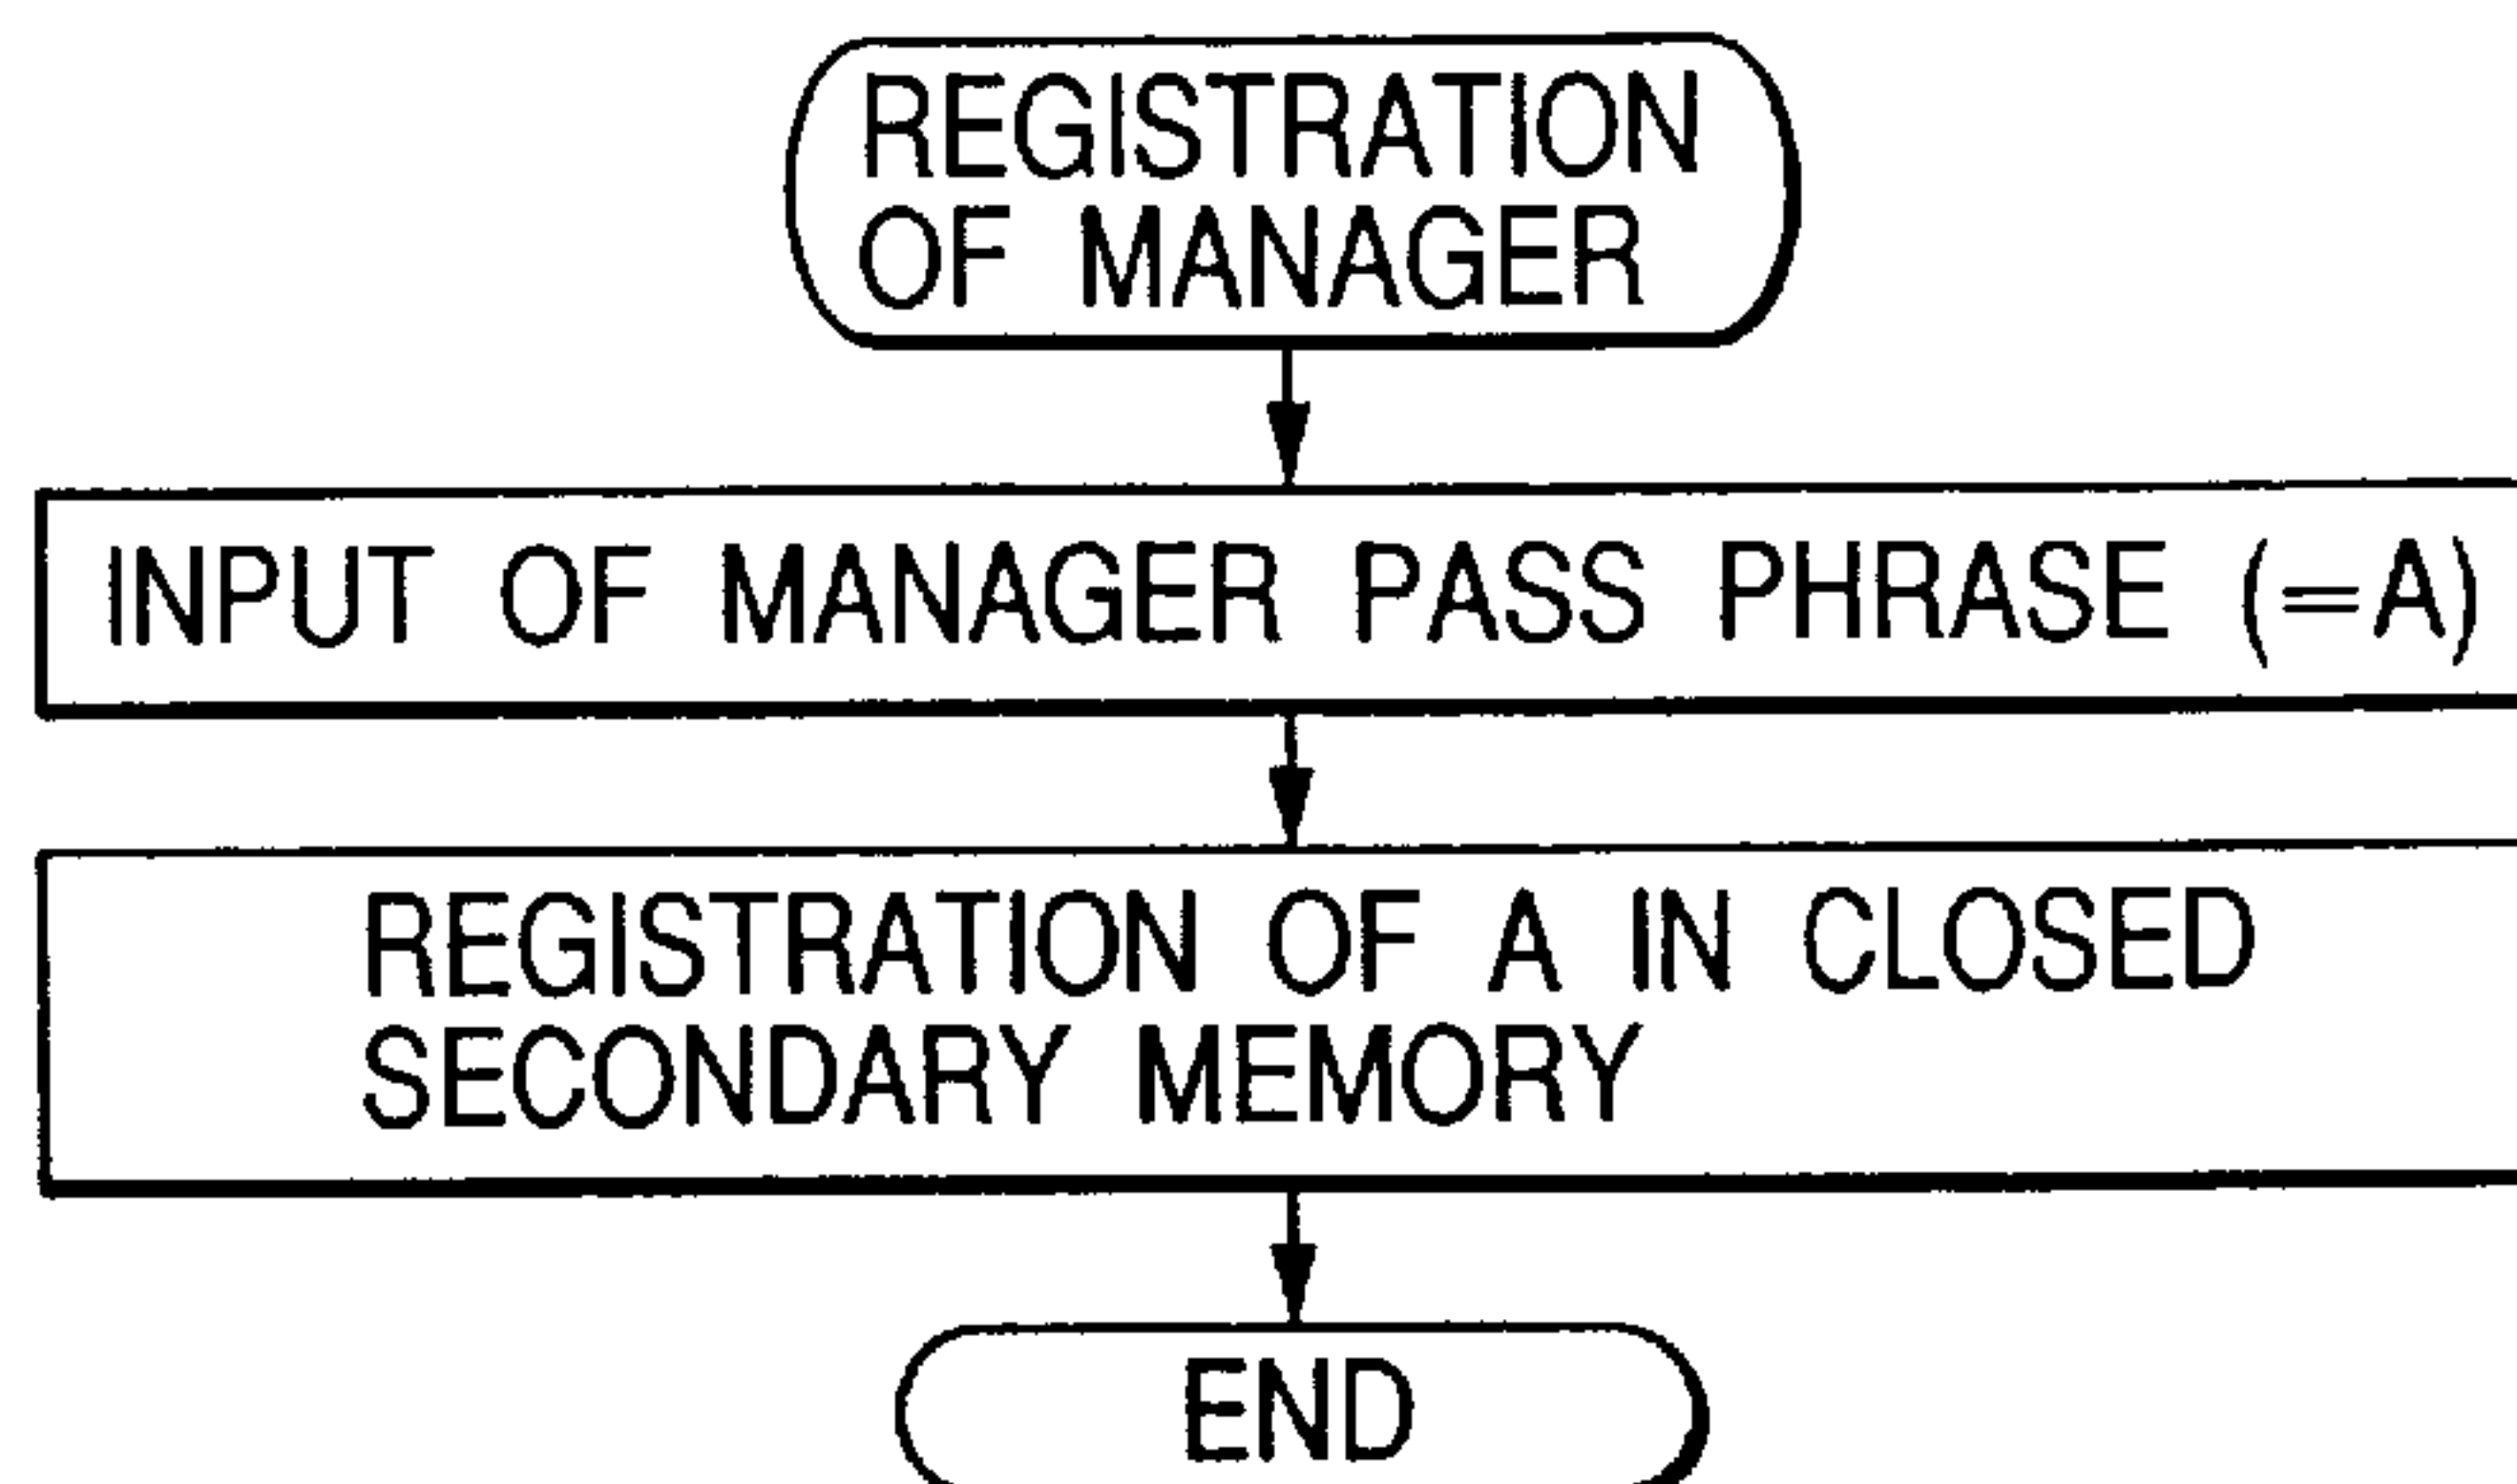 REGISTRATION
OF MANAGER
INPUT OF MANAGER PASS PHRASE (=A)
REGISTRATION OF A IN CLOSED
SECONDARY MEMORY
END